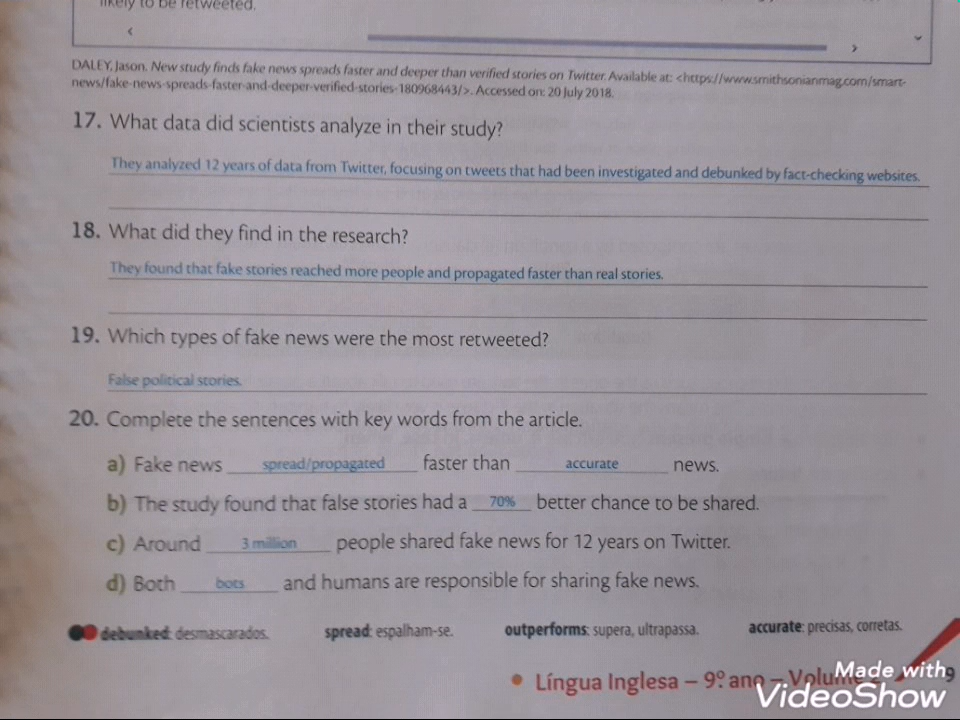 likely to be retweeted.
DALEY, Jason. New study finds fake news spreads faster and deeper than verified stories on Twitter. Available at: <https://www.smithsonianmag.com/smart-
news/fake-news-spreads-faster-and-deeper-verified-stories-180968443/>. Accessed on: 20 July 2018.
17. What data did scientists analyze in their study?
They analyzed 12 years of data from Twitter, focusing on tweets that had been investigated and debunked by fact-checking websites.
18. What did they find in the research?
They found that fake stories reached more people and propagated faster than real stories.
19. Which types of fake news were the most retweeted?
False political stories.
20. Complete the sentences with key words from the article.
a) Fake news spread/propagated faster than accurate news.
b) The study found that false stories had a 70% better chance to be shared.
c) Around 3 million people shared fake news for 12 years on Twitter.
d) Both bots and humans are responsible for sharing fake news.
debunked: desmascarados. spread: espalham-se. outperforms: supera, ultrapassa. accurate: precisas, corretas.
Língua Inglesa – 9º. ano – Volume 9
Made with
VideoShow